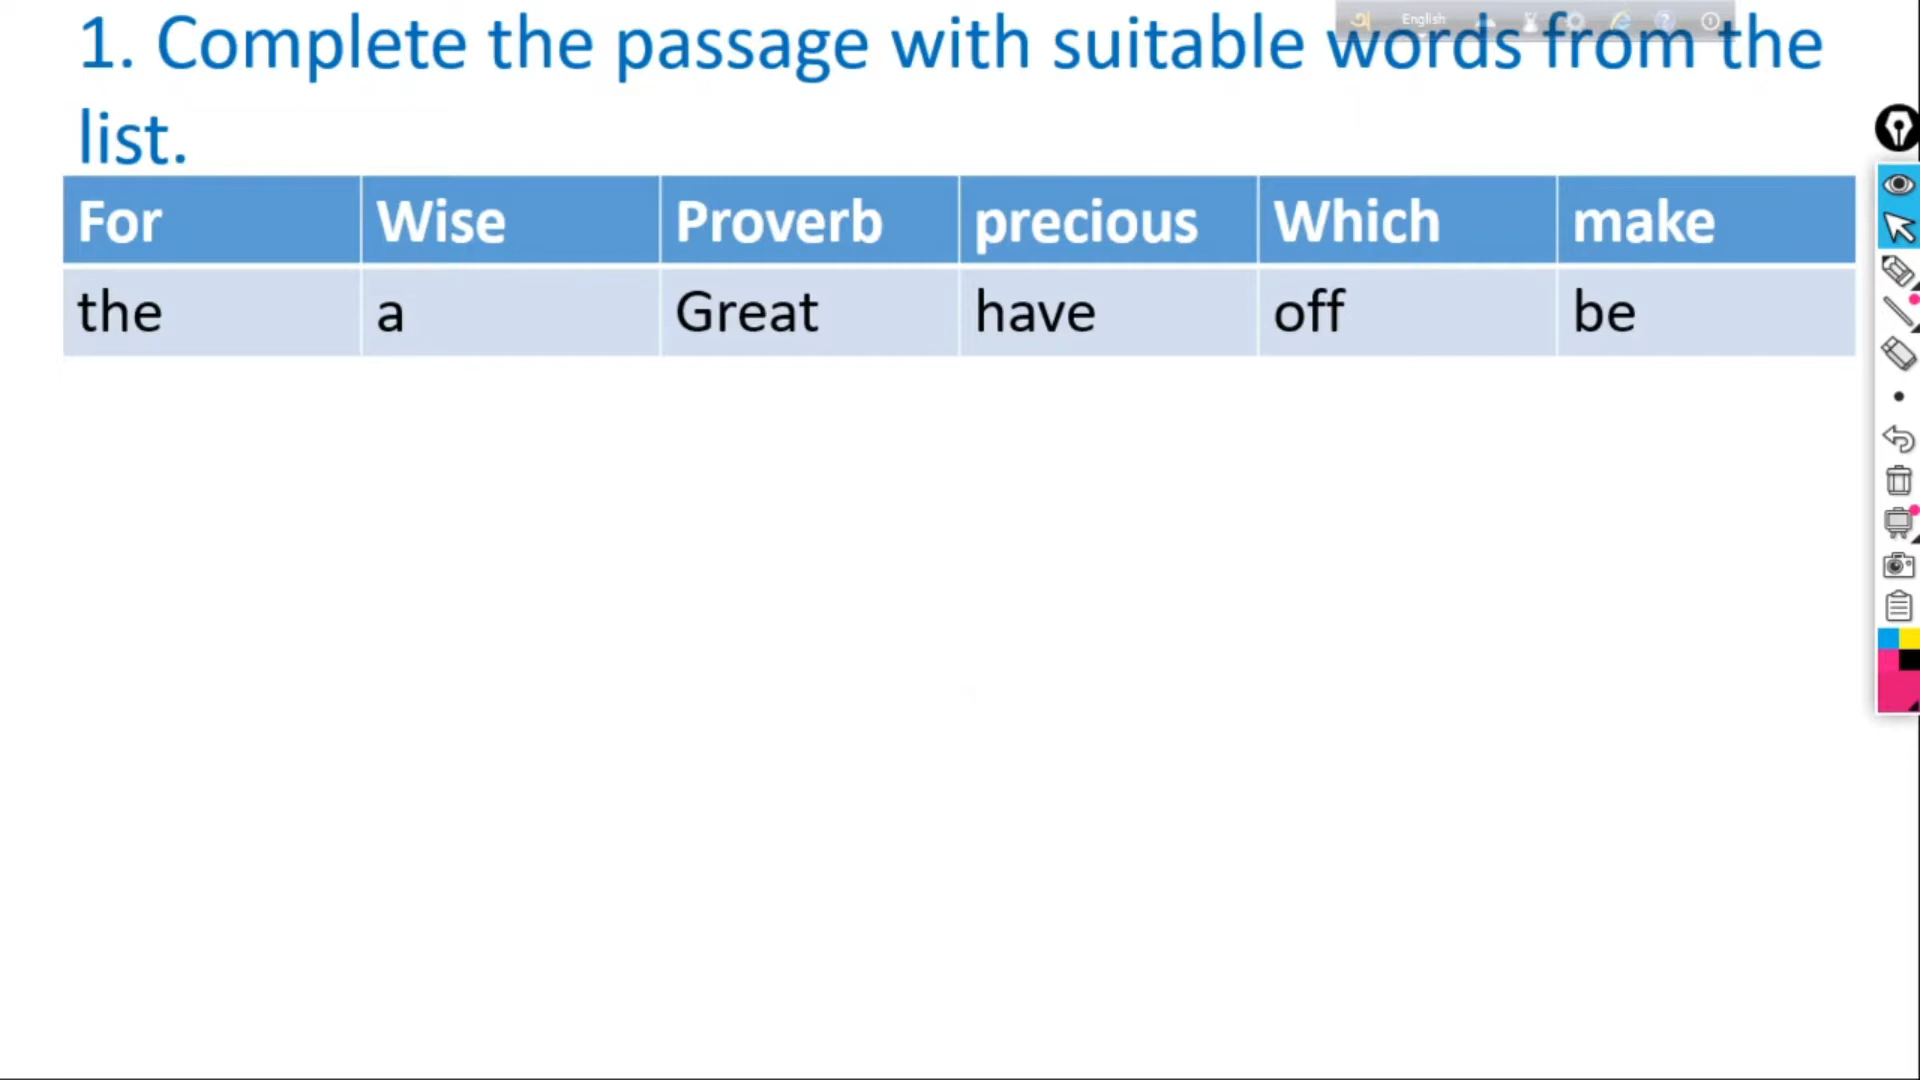 1. Complete the passage with suitable words from the
list.
English
For Wise Proverb precious Which make
the a Great have off be